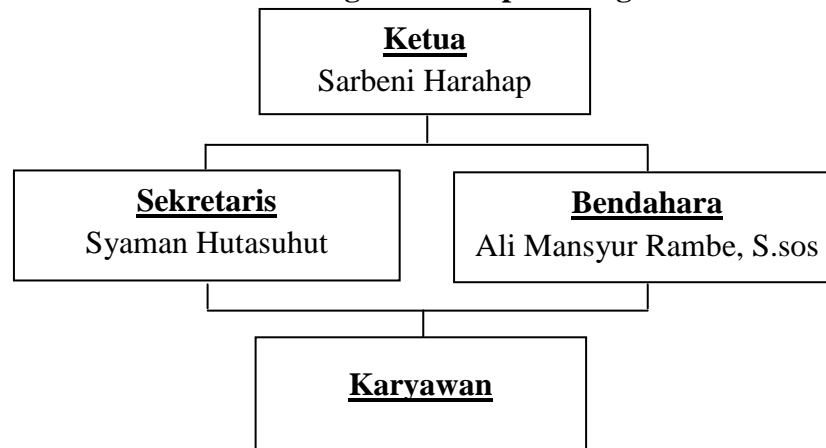 Ketua
Sarbeni Harahap
Sekretaris
Syaman Hutasuhut
Bendahara
Ali Mansyur Rambe, S.sos
Karyawan